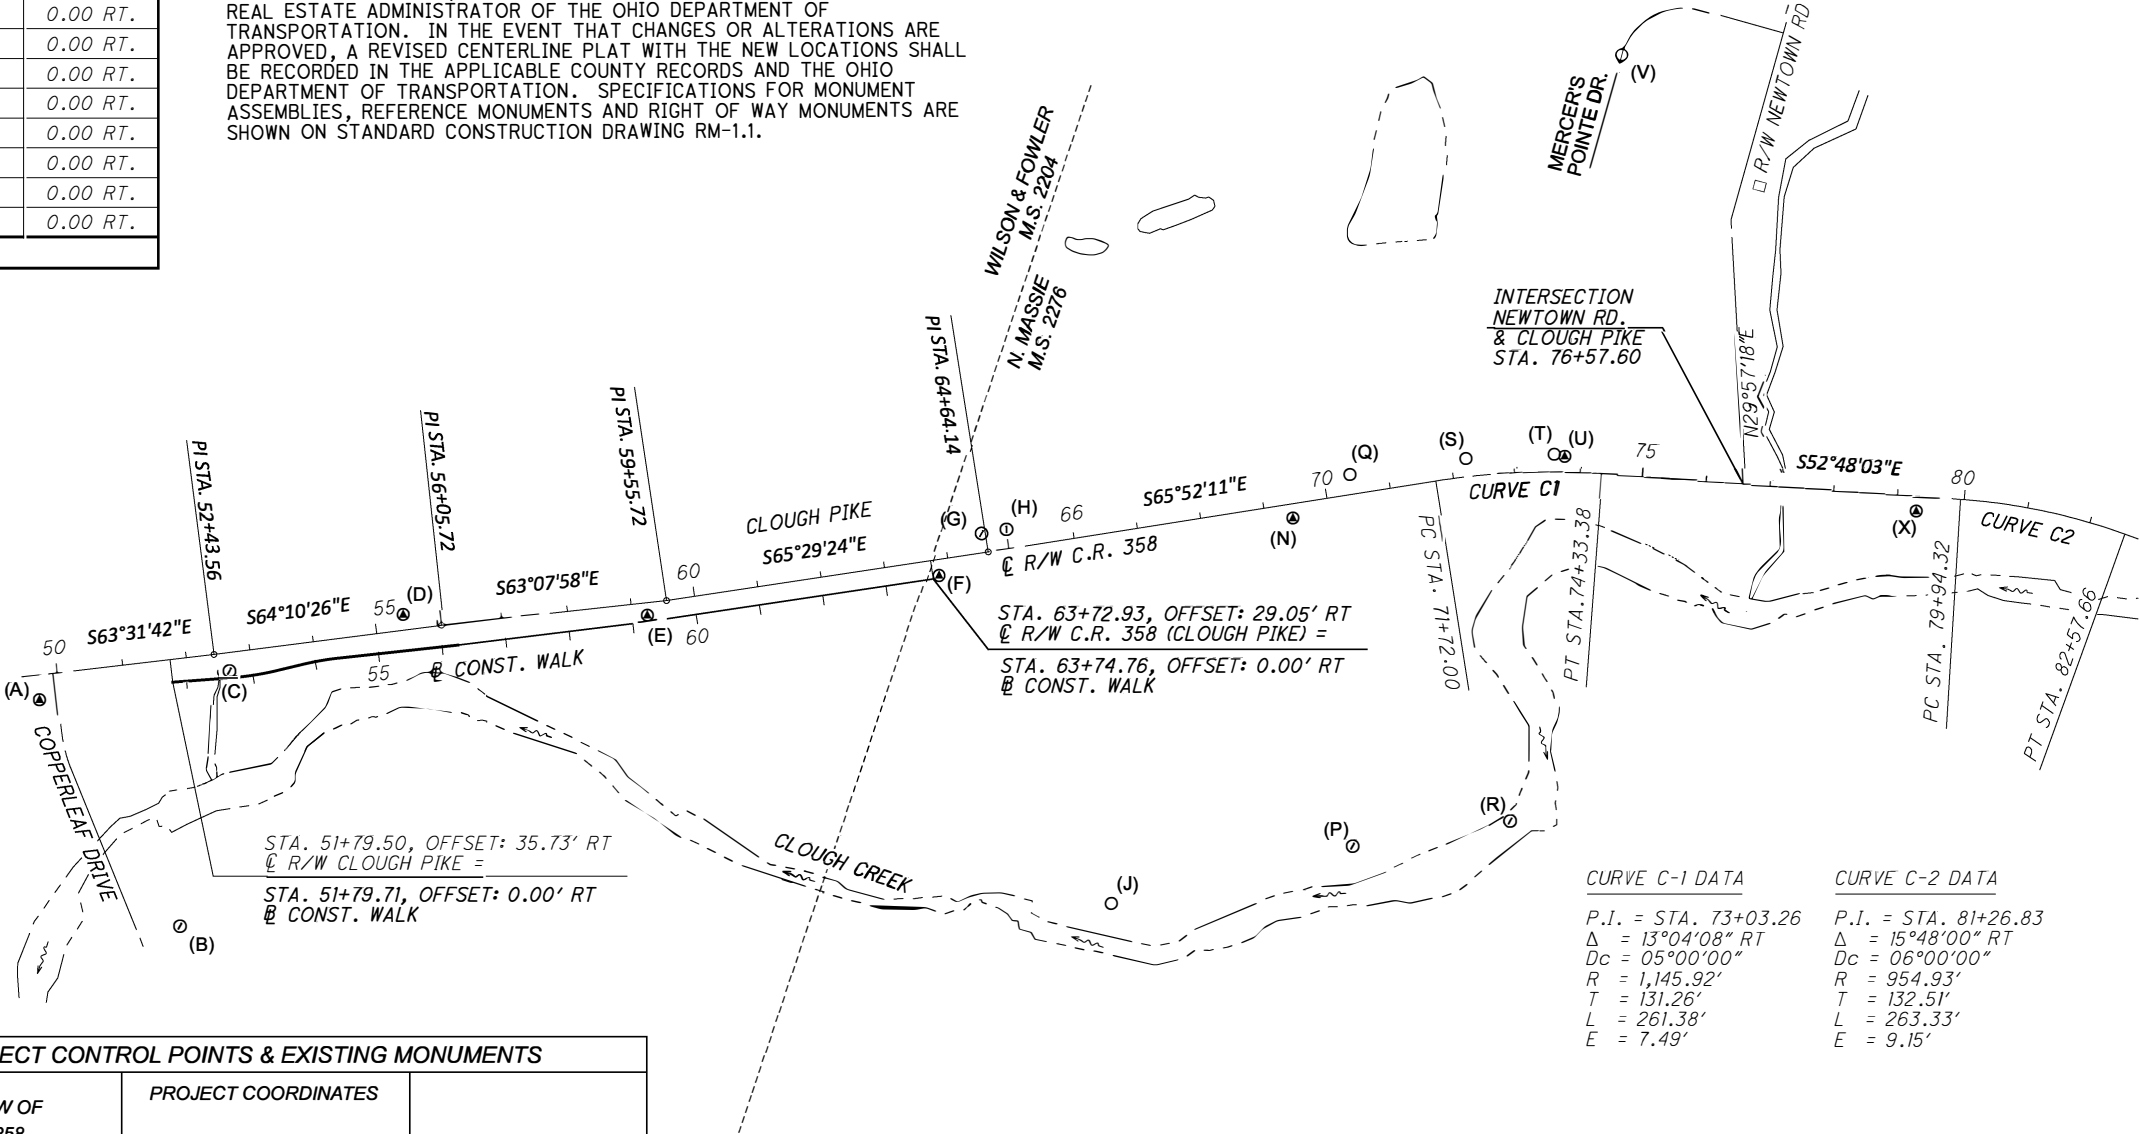 0.00 RT.
0.00 RT.
0.00 RT.
0.00 RT.
0.00 RT.
0.00 RT.
0.00 RT.
0.00 RT.
REAL ESTATE ADMINISTRATOR OF THE OHIO DEPARTMENT OF
TRANSPORTATION. IN THE EVENT THAT CHANGES OR ALTERATIONS ARE
APPROVED, A REVISED CENTERLINE PLAT WITH THE NEW LOCATIONS SHALL
BE RECORDED IN THE APPLICABLE COUNTY RECORDS AND THE OHIO
DEPARTMENT OF TRANSPORTATION. SPECIFICATIONS FOR MONUMENT
ASSEMBLIES, REFERENCE MONUMENTS AND RIGHT OF WAY MONUMENTS ARE
SHOWN ON STANDARD CONSTRUCTION DRAWING RM-1.1.
WILSON & FOWLER
M.S. 2204
N. MASSIE
M.S. 2276
MERCER'S
POINTE DR.
(V)
R/W NEWTOWN RD
INTERSECTION
NEWTOWN RD.
& CLOUGH PIKE
STA. 76+57.60
N29°57'18"E
PI STA. 52+43.56
PI STA. 56+05.72
PI STA. 59+55.72
PI STA. 64+64.14
50
S63°31'42"E
S64°10'26"E
55
(D)
S63°07'58"E
60
CLOUGH PIKE
S65°29'24"E
(G)
(H)
66
S65°52'11"E
70
(Q)
(S)
(T)
(U)
75
S52°48'03"E
80
CURVE C1
CURVE C2
(A)
(C)
55
℄ CONST. WALK
(E)
60
(F)
℄ R/W C.R. 358
(N)
(X)
PC STA. 71+72.00
PT STA. 74+33.38
PC STA. 79+94.32
PT STA. 82+57.66
STA. 63+72.93, OFFSET: 29.05' RT
℄ R/W C.R. 358 (CLOUGH PIKE) =
STA. 63+74.76, OFFSET: 0.00' RT
℄ CONST. WALK
COPPERLEAF DRIVE
STA. 51+79.50, OFFSET: 35.73' RT
℄ R/W CLOUGH PIKE =
STA. 51+79.71, OFFSET: 0.00' RT
℄ CONST. WALK
(B)
CLOUGH CREEK
(J)
(P)
(R)
CURVE C-1 DATA
P.I. = STA. 73+03.26
Δ = 13°04'08" RT
Dc = 05°00'00"
R = 1,145.92'
T = 131.26'
L = 261.38'
E = 7.49'
CURVE C-2 DATA
P.I. = STA. 81+26.83
Δ = 15°48'00" RT
Dc = 06°00'00"
R = 954.93'
T = 132.51'
L = 263.33'
E = 9.15'
ECT CONTROL POINTS & EXISTING MONUMENTS
W OF
PROJECT COORDINATES